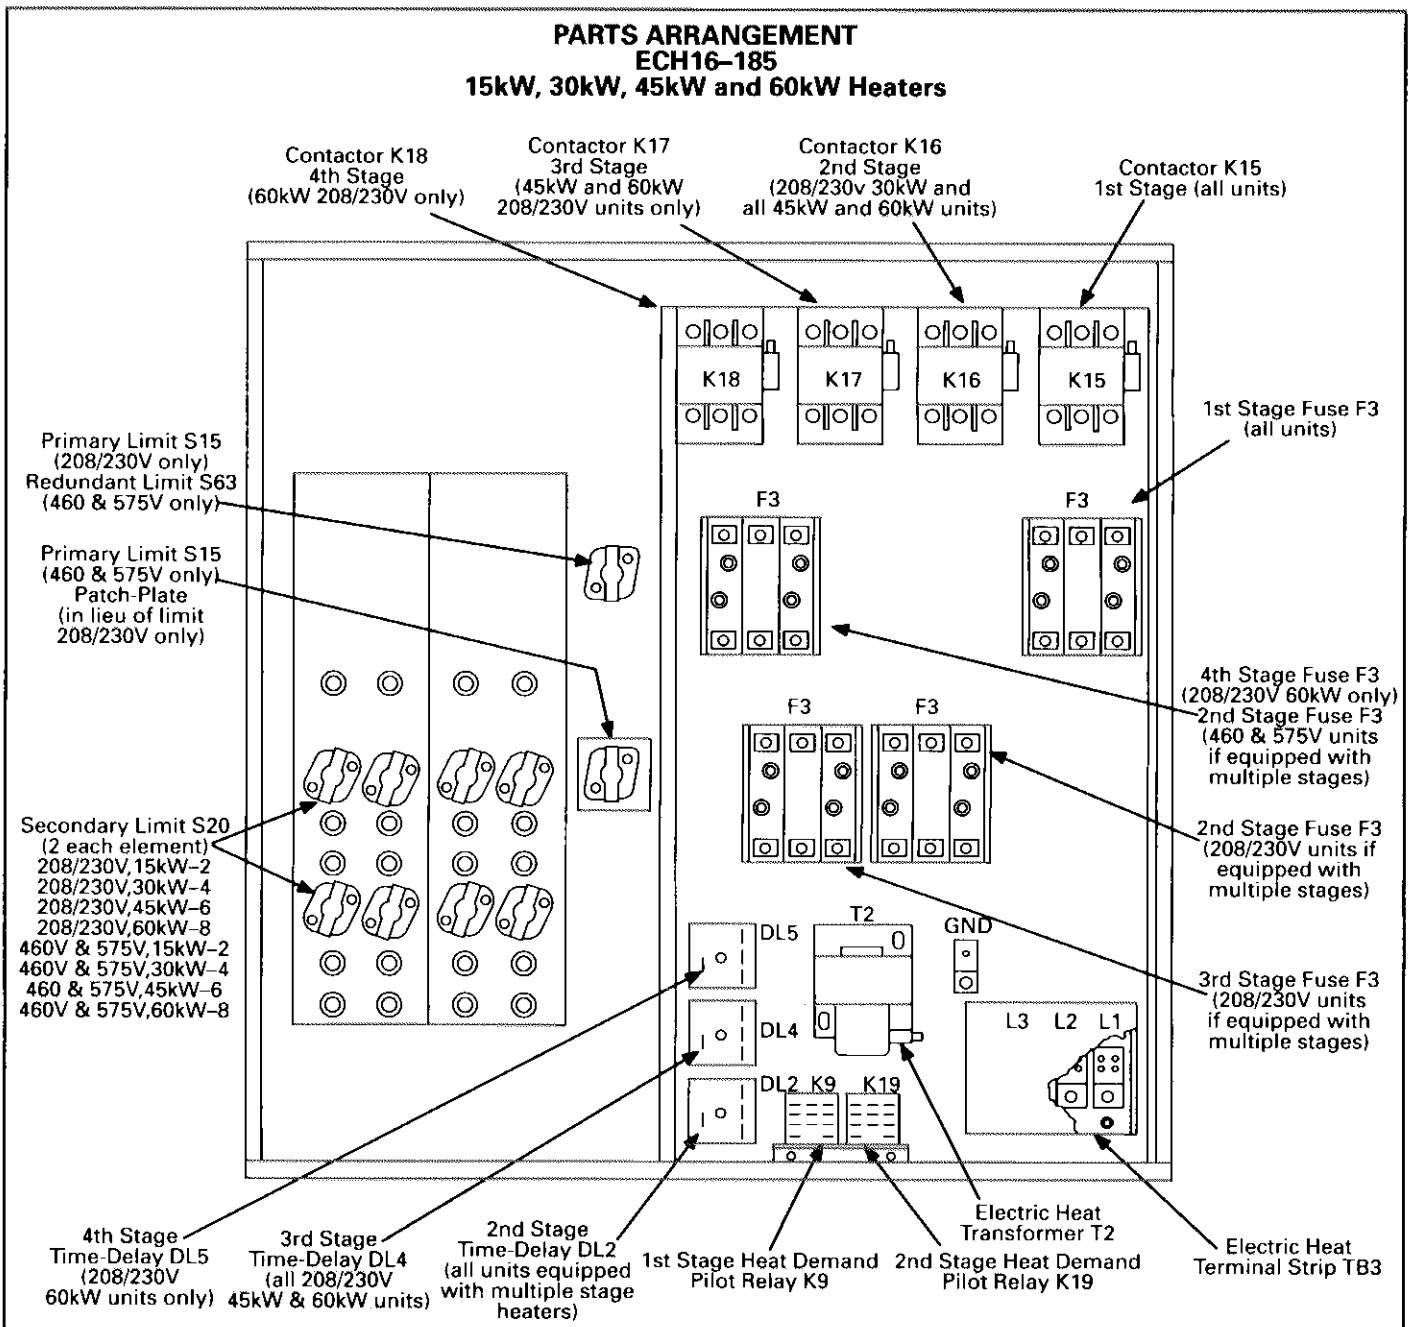 PARTS ARRANGEMENT
ECH16–185
15kW, 30kW, 45kW and 60kW Heaters
Contactor K18
4th Stage
(60kW 208/230V only)
Contactor K17
3rd Stage
(45kW and 60kW
208/230V units only)
Contactor K16
2nd Stage
(208/230v 30kW and
all 45kW and 60kW units)
Contactor K15
1st Stage (all units)
K18
K17
K16
K15
1st Stage Fuse F3
(all units)
Primary Limit S15
(208/230V only)
Redundant Limit S63
(460 & 575V only)
F3
F3
Primary Limit S15
(460 & 575V only)
Patch-Plate
(in lieu of limit
208/230V only)
4th Stage Fuse F3
(208/230V 60kW only)
2nd Stage Fuse F3
(460 & 575V units
if equipped with
multiple stages)
F3
F3
Secondary Limit S20
(2 each element)
208/230V,15kW–2
208/230V,30kW–4
208/230V,45kW–6
208/230V,60kW–8
460V & 575V,15kW–2
460V & 575V,30kW–4
460 & 575V,45kW–6
460V & 575V,60kW–8
2nd Stage Fuse F3
(208/230V units if
equipped with
multiple stages)
DL5
T2
GND
3rd Stage Fuse F3
(208/230V units
if equipped with
multiple stages)
DL4
L3 L2 L1
DL2 K9 K19
4th Stage
Time-Delay DL5
(208/230V
60kW units only)
3rd Stage
Time-Delay DL4
(all 208/230V
45kW & 60kW units)
2nd Stage
Time-Delay DL2
(all units equipped
with multiple stage
heaters)
1st Stage Heat Demand
Pilot Relay K9
2nd Stage Heat Demand
Pilot Relay K19
Electric Heat
Transformer T2
Electric Heat
Terminal Strip TB3